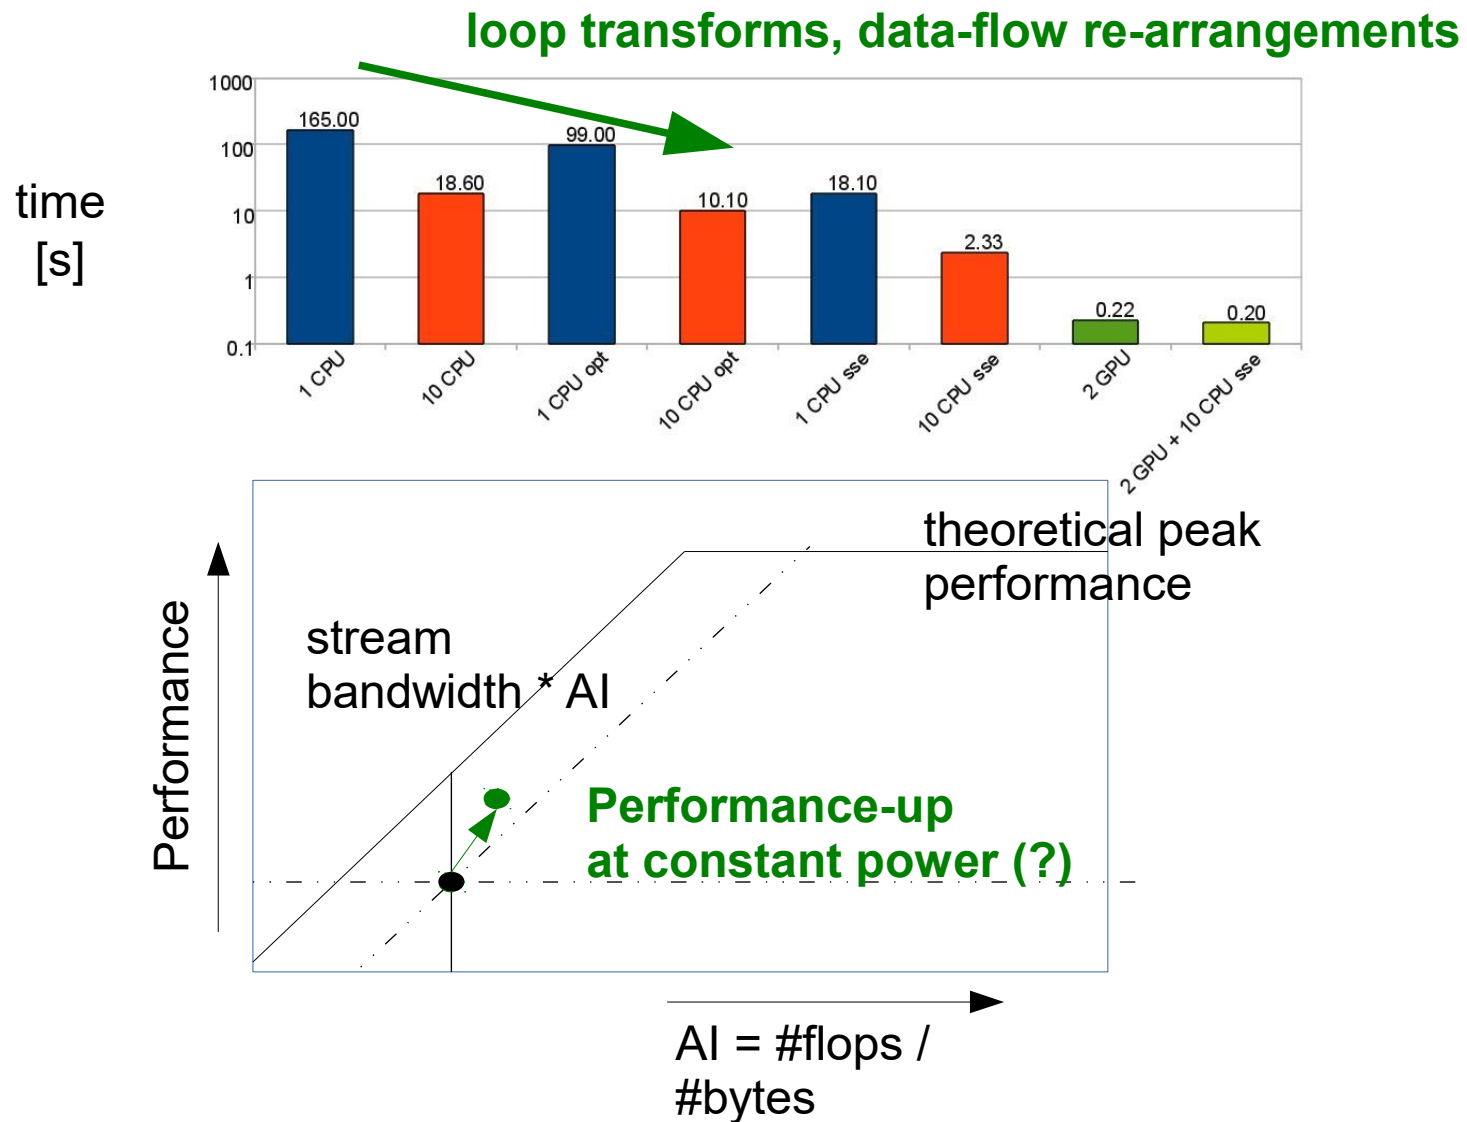 loop transforms, data-flow re-arrangements
time
[s]
1000
100
10
1
0.1
165.00
18.60
99.00
10.10
18.10
2.33
0.22
0.20
1 CPU
10 CPU
1 CPU opt
10 CPU opt
1 CPU sse
10 CPU sse
2 GPU
2 GPU + 10 CPU sse
theoretical peak
performance
stream
bandwidth * AI
Performance
Performance-up
at constant power (?)
AI = #flops /
#bytes